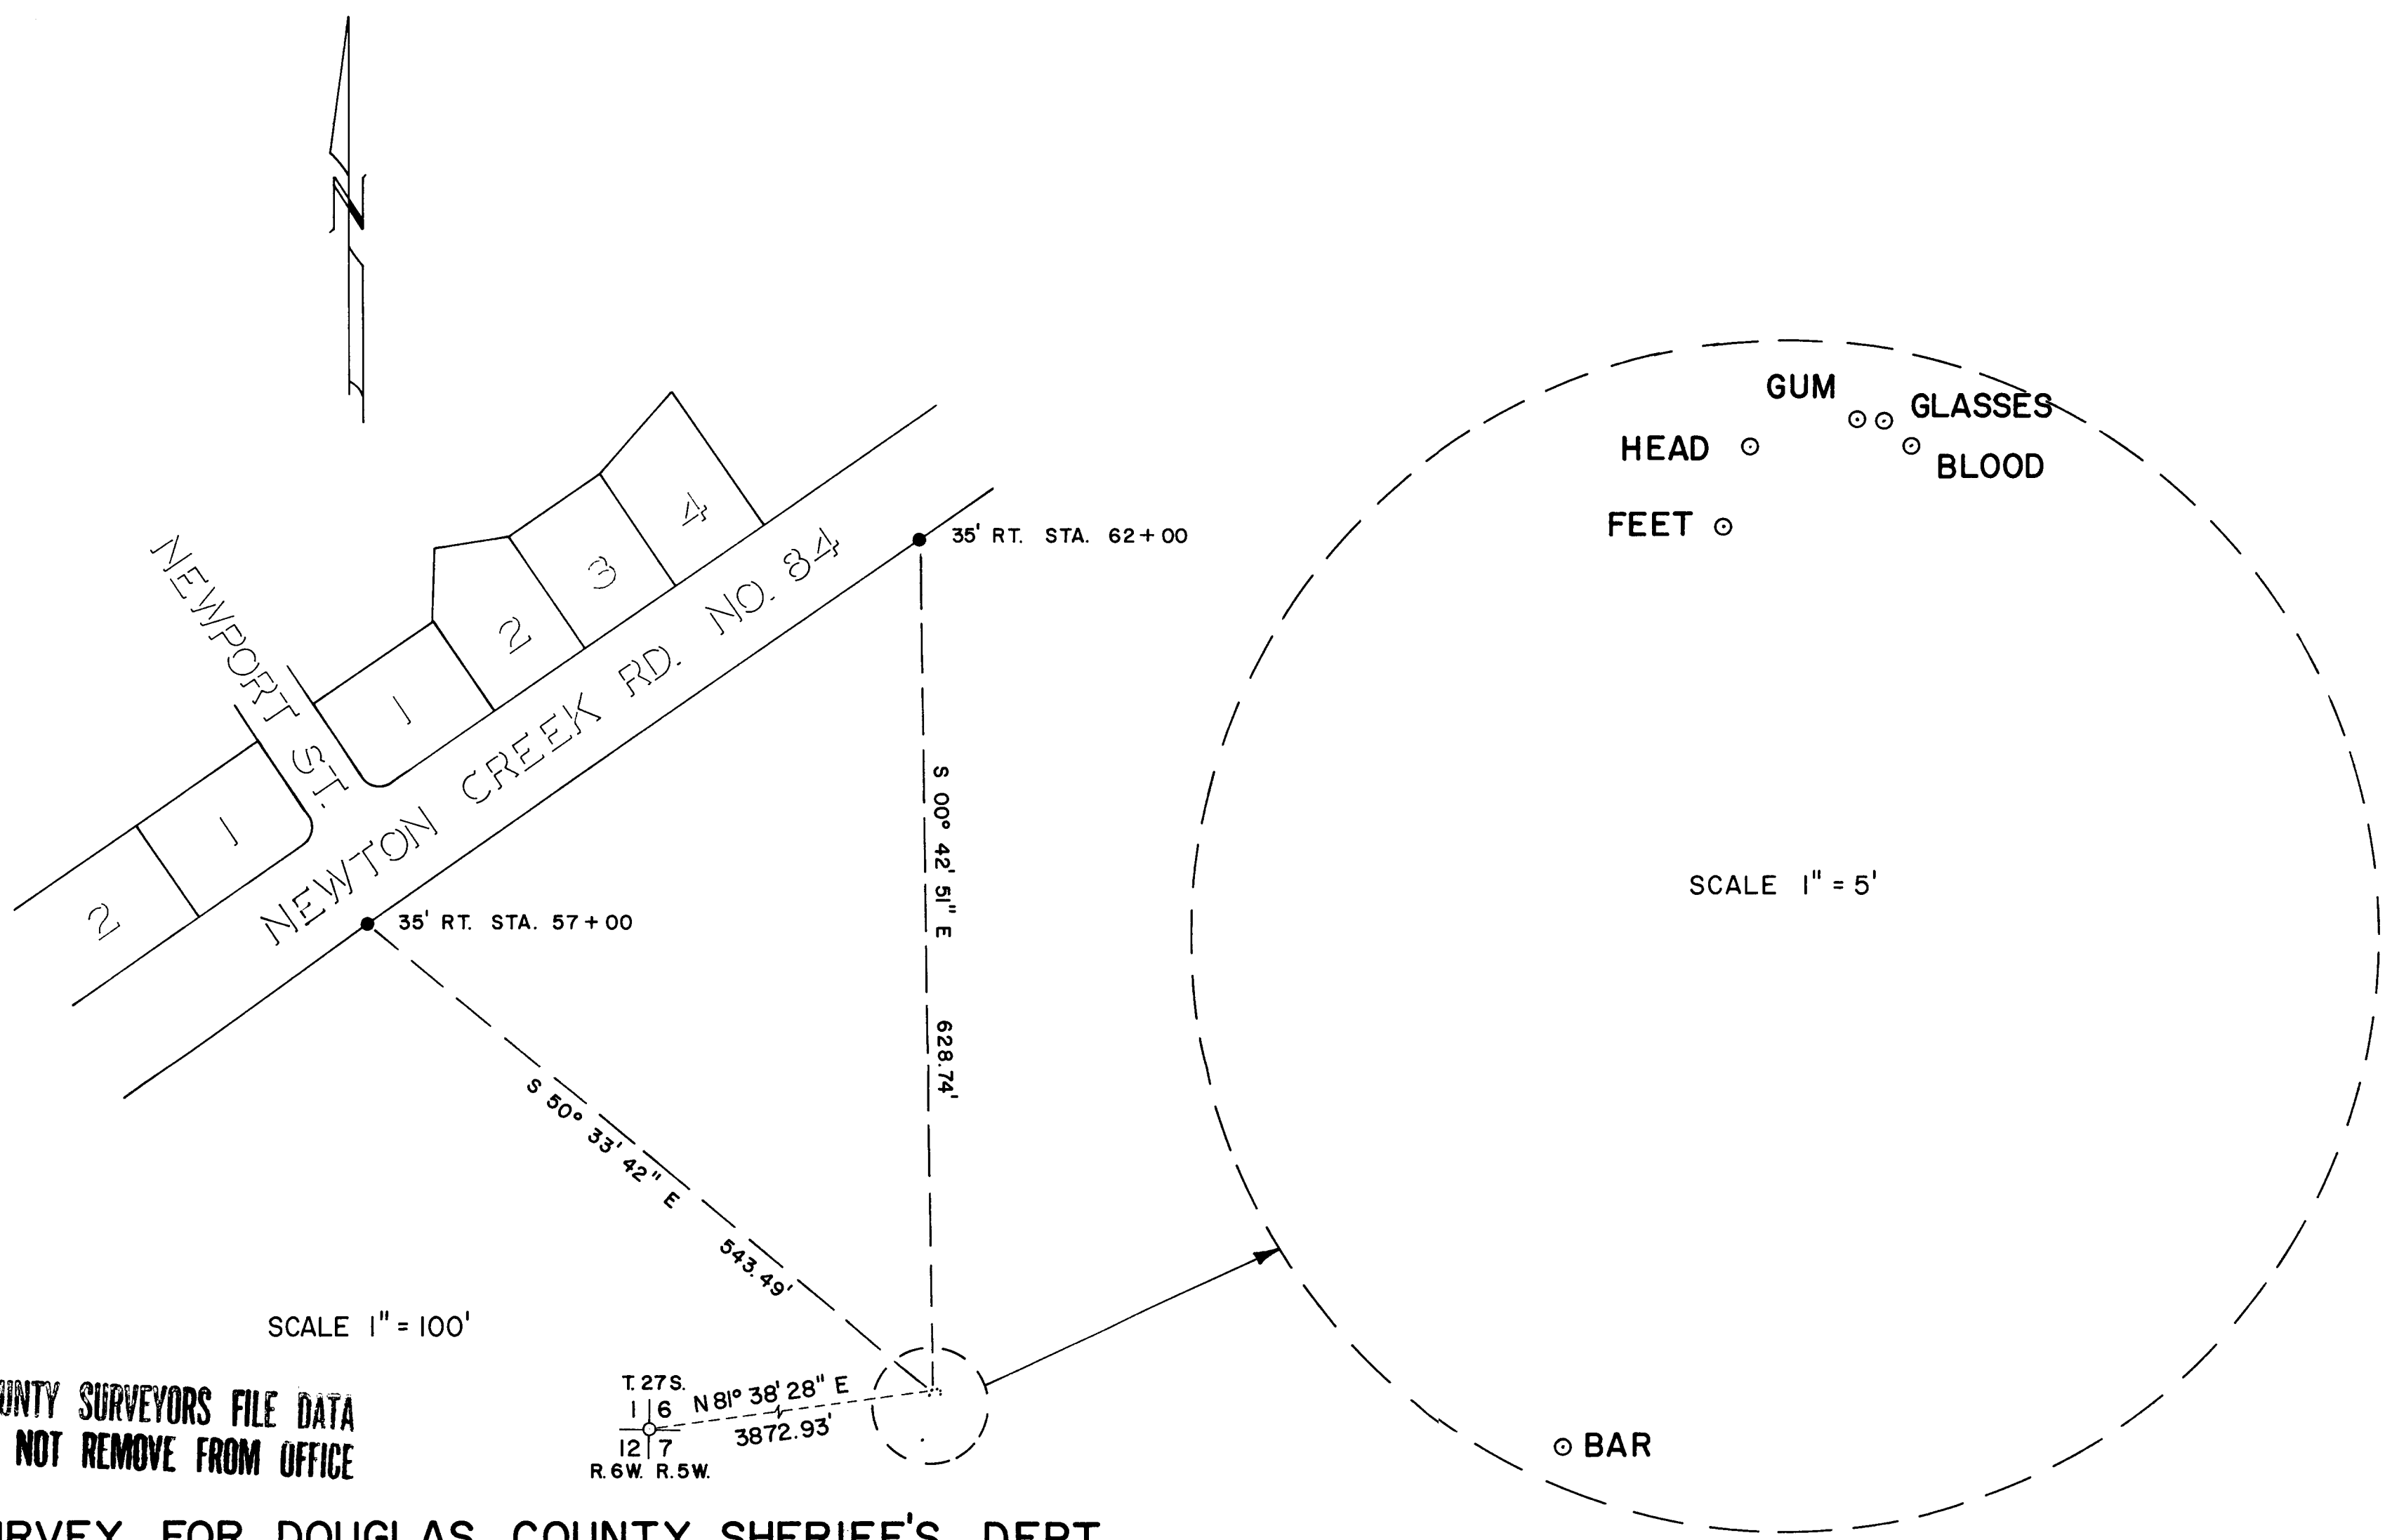 N
GUM
GLASSES
HEAD
BLOOD
FEET
35' RT. STA. 62+00
4
3
2
1
NEWPORT ST.
NEWTON CREEK RD. NO. 84
1
2
35' RT. STA. 57+00
S 00° 42' 51" E 628.74'
SCALE 1" = 5'
S 50° 33' 42" E 543.49'
SCALE 1" = 100'
SURVEYORS FILE DATA
NOT REMOVE FROM OFFICE
T. 27 S.
1 6
12 7
R. 6W. R. 5W.
N 81° 38' 28" E
3872.93'
BAR
FOR DOUGLAS COUNTY SHERIFF'S DEPT